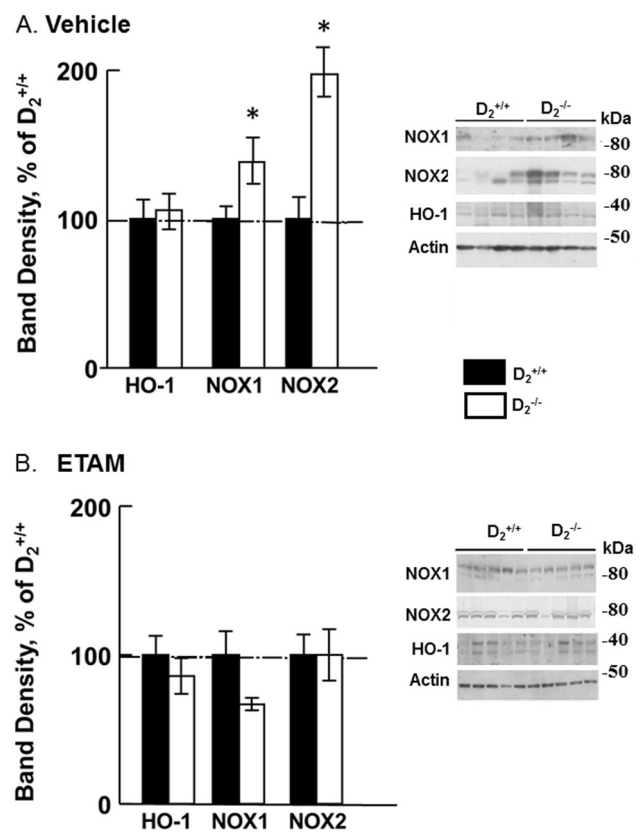 A. Vehicle
Band Density, % of D₂⁺/⁺
200
100
0
*
*
HO-1 NOX1 NOX2
D₂⁺/⁺ D₂⁻/⁻
kDa
NOX1 -80
NOX2 -80
HO-1 -40
-50
Actin
D₂⁺/⁺
D₂⁻/⁻
B. ETAM
Band Density, % of D₂⁺/⁺
200
100
0
HO-1 NOX1 NOX2
D₂⁺/⁺ D₂⁻/⁻
kDa
NOX1 -80
NOX2 -80
HO-1 -40
-50
Actin